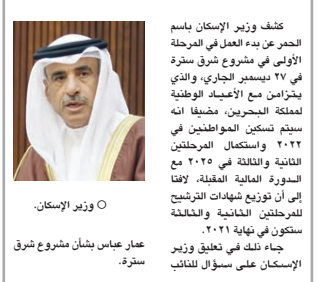 كشف وزير الإسكان باسم
الحمر عن بدء العمل في المرحلة
الأولى في مشروع شرق سترة
في ٢٧ ديسمبر الجاري، والذي
يتزامن مع الأعياد الوطنية
لمملكة البحرين، مضيفا انه
سيتم تسكين المواطنين في
٢٠٢٢ واستكمال المرحلتين
الثانية والثالثة في ٢٠٢٥ مع
الدورة المالية المقبلة، لافتا
إلى أن توزيع شهادات الترشيح
للمرحلتين الثانية والثالثة
ستكون في نهاية ٢٠٢١.
جاء ذلك في تعليق وزير
الإسكان على سؤال للنائب
○ وزير الإسكان.
عمار عباس بشأن مشروع شرق
سترة.